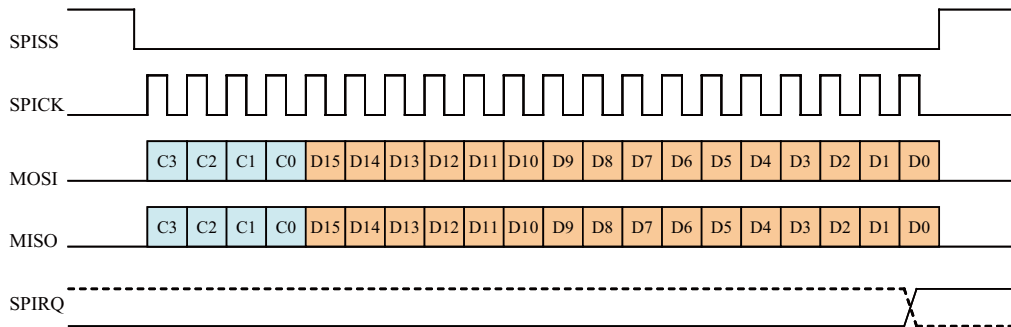 SPISS
SPICK
MOSI C3 C2 C1 C0 D15 D14 D13 D12 D11 D10 D9 D8 D7 D6 D5 D4 D3 D2 D1 D0
MISO C3 C2 C1 C0 D15 D14 D13 D12 D11 D10 D9 D8 D7 D6 D5 D4 D3 D2 D1 D0
SPIRQ